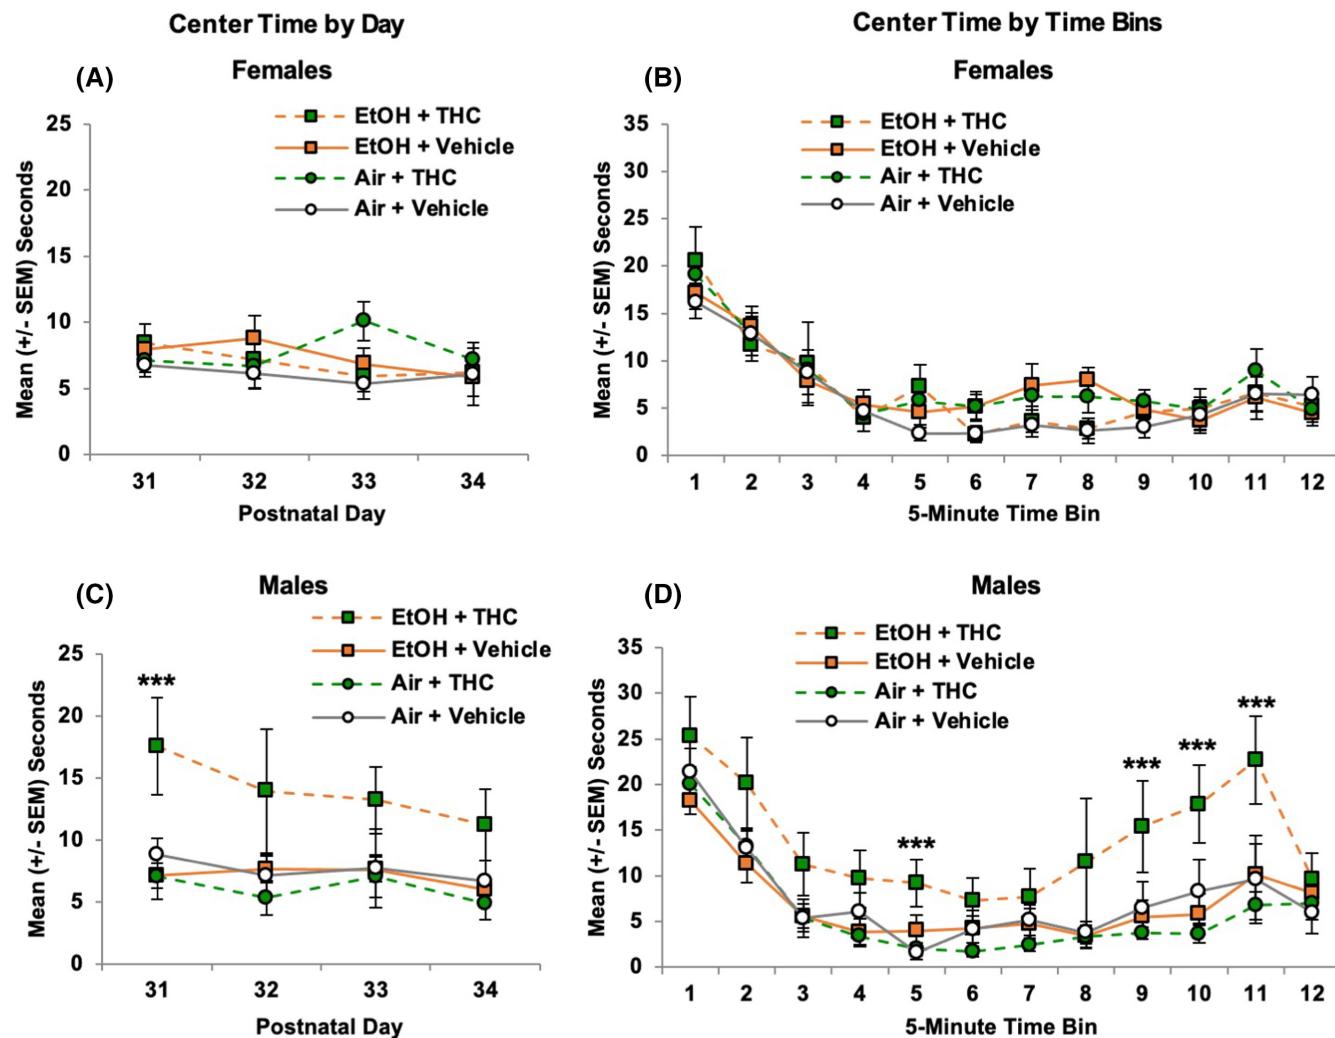 Center Time by Day
Center Time by Time Bins
(A)
Females
EtOH + THC
EtOH + Vehicle
Air + THC
Air + Vehicle
Mean (+/- SEM) Seconds
25
20
15
10
5
0
31 32 33 34
Postnatal Day
(B)
Females
EtOH + THC
EtOH + Vehicle
Air + THC
Air + Vehicle
Mean (+/- SEM) Seconds
35
30
25
20
15
10
5
0
1 2 3 4 5 6 7 8 9 10 11 12
5-Minute Time Bin
(C)
Males
EtOH + THC
EtOH + Vehicle
Air + THC
Air + Vehicle
Mean (+/- SEM) Seconds
25
20
15
10
5
0
***
31 32 33 34
Postnatal Day
(D)
Males
EtOH + THC
EtOH + Vehicle
Air + THC
Air + Vehicle
Mean (+/- SEM) Seconds
35
30
25
20
15
10
5
0
***
***
***
***
1 2 3 4 5 6 7 8 9 10 11 12
5-Minute Time Bin